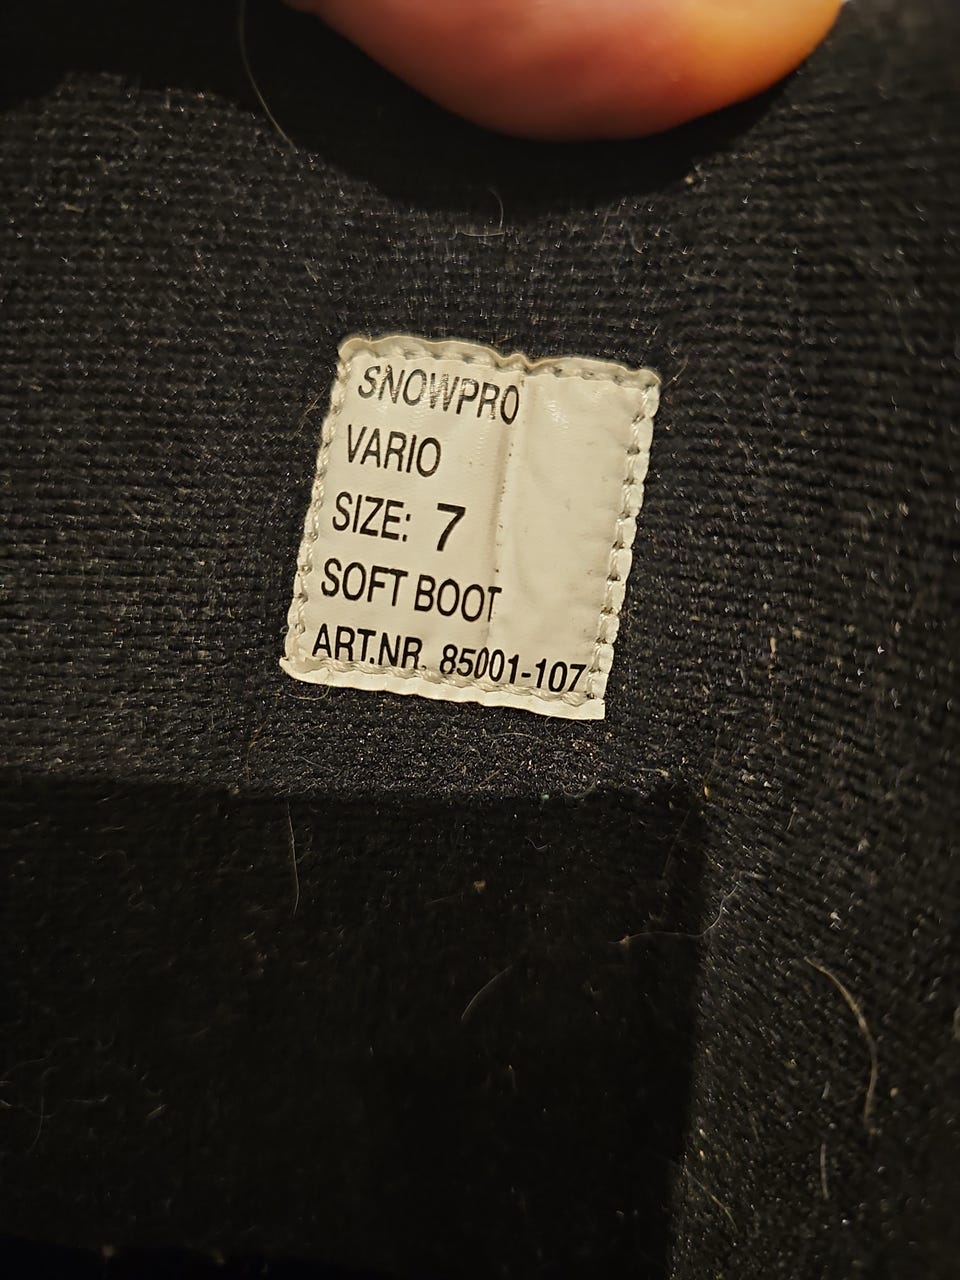 SNOWPRO
VARIO
SIZE: 7
SOFT BOOT
ART.NR. 85001-107